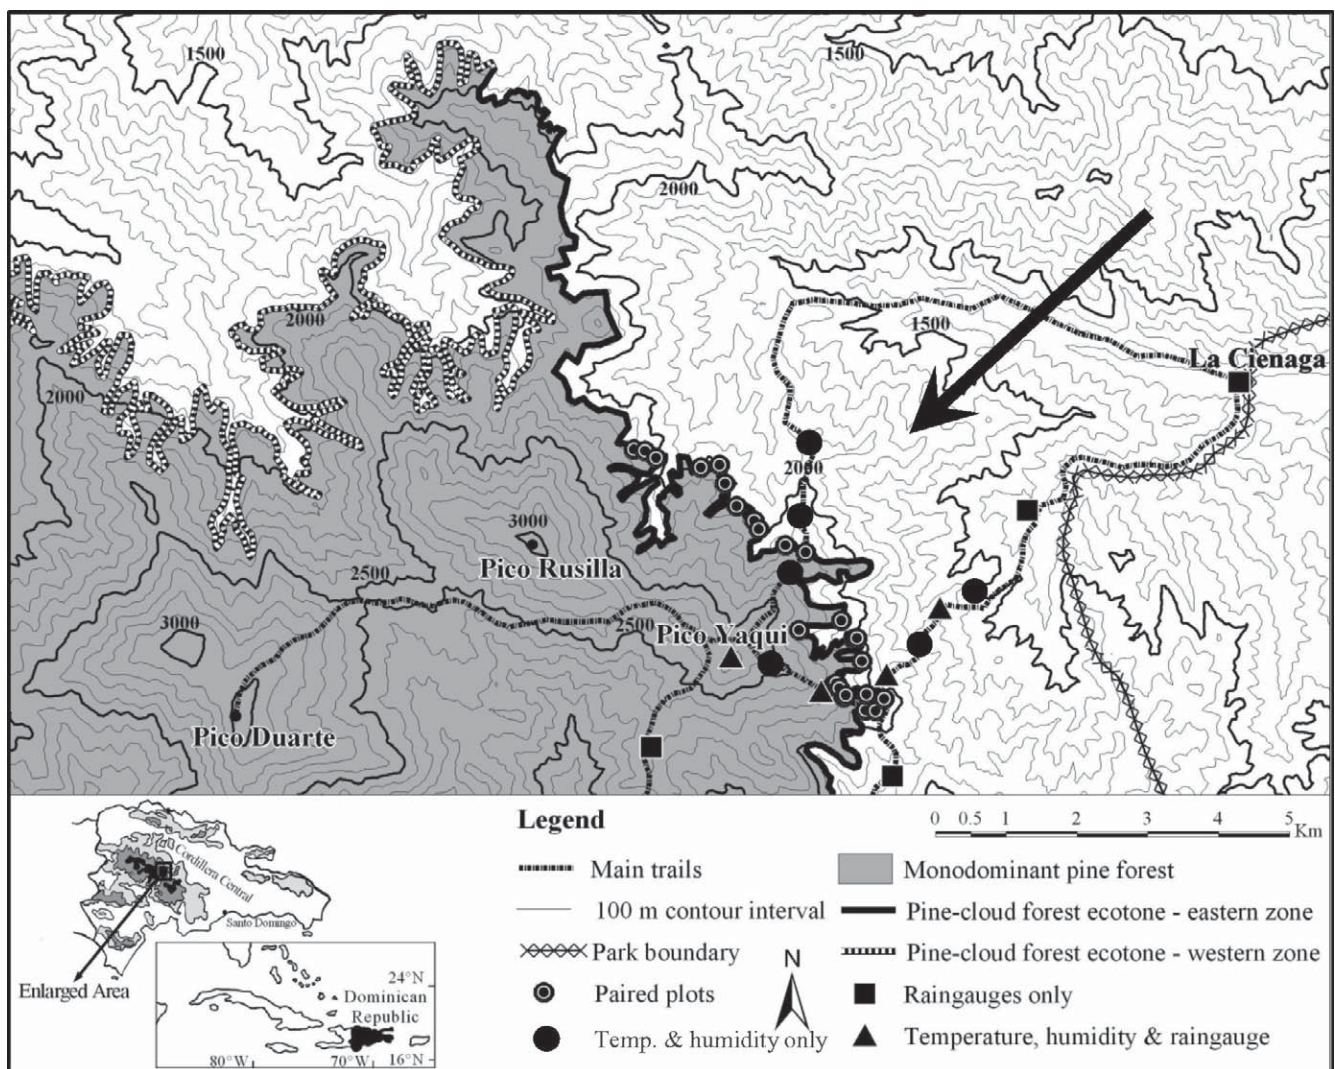 1500
1500
2000
2000
1500
La Cienaga
2000
2000
3000
Pico Rusilla
2500
2500
Pico Yaqui
3000
Pico Duarte
Legend
0 0.5 1 2 3 4 5
Km
Main trails
Monodominant pine forest
100 m contour interval
Pine-cloud forest ecotone - eastern zone
Park boundary
Pine-cloud forest ecotone - western zone
N
Paired plots
Raingauges only
Temp. & humidity only
Temperature, humidity & raingauge
Cordillera Central
Santo Domingo
Enlarged Area
24°N
Dominican
Republic
80°W
70°W
16°N